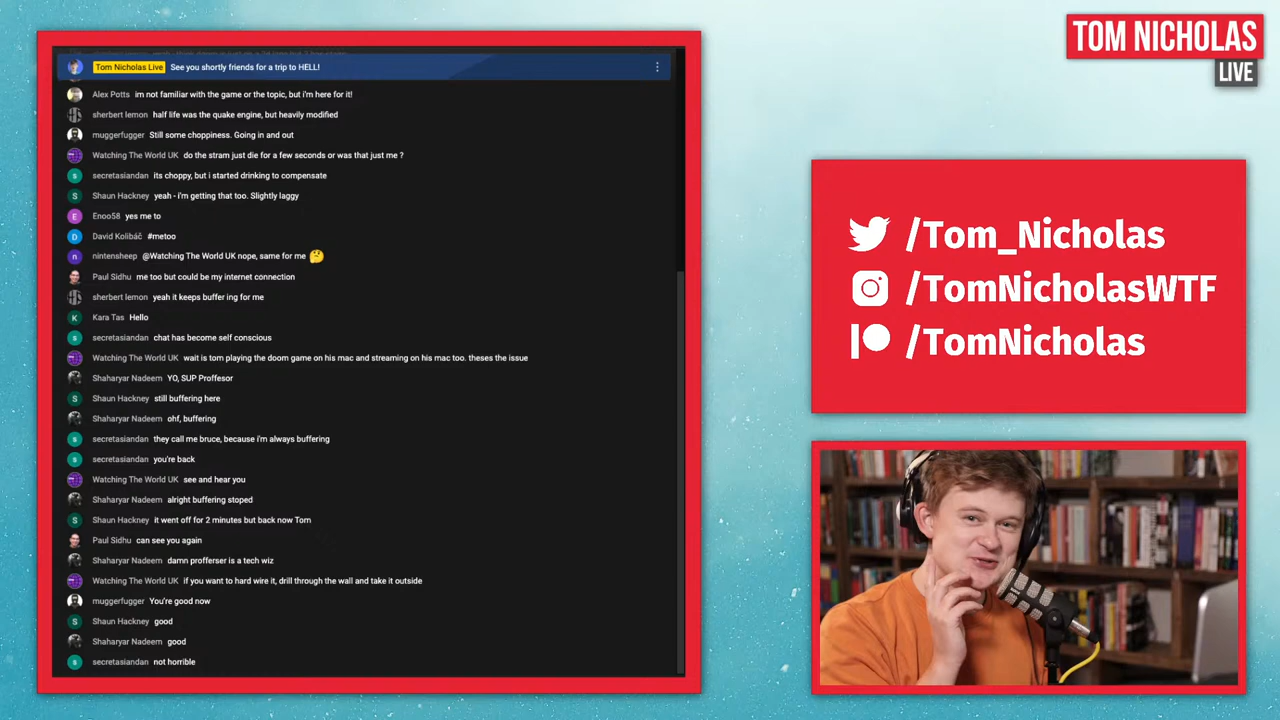 TOM NICHOLAS
LIVE
Tom Nicholas Live See you shortly friends for a trip to HELL!
Alex Potts im not familiar with the game or the topic, but i'm here for it!
sherbert lemon half life was the quake engine, but heavily modified
muggerfugger Still some choppiness. Going in and out
Watching The World UK do the stram just die for a few seconds or was that just me ?
secretasiandan its choppy, but i started drinking to compensate
S Shaun Hackney yeah - i'm getting that too. Slightly laggy
E Enoo58 yes me to
D David Kolibáč #metoo
n nintensheep @Watching The World UK nope, same for me 🤔
Paul Sidhu me too but could be my internet connection
sherbert lemon yeah it keeps buffer ing for me
K Kara Tas Hello
s secretasiandan chat has become self conscious
Watching The World UK wait is tom playing the doom game on his mac and streaming on his mac too. theses the issue
Shaharyar Nadeem YO, SUP Proffesor
S Shaun Hackney still buffering here
Shaharyar Nadeem ohf, buffering
s secretasiandan they call me bruce, because i'm always buffering
s secretasiandan you're back
Watching The World UK see and hear you
Shaharyar Nadeem alright buffering stoped
S Shaun Hackney it went off for 2 minutes but back now Tom
Paul Sidhu can see you again
Shaharyar Nadeem damn profferser is a tech wiz
Watching The World UK if you want to hard wire it, drill through the wall and take it outside
muggerfugger You're good now
S Shaun Hackney good
Shaharyar Nadeem good
s secretasiandan not horrible
/Tom_Nicholas
/TomNicholasWTF
/TomNicholas